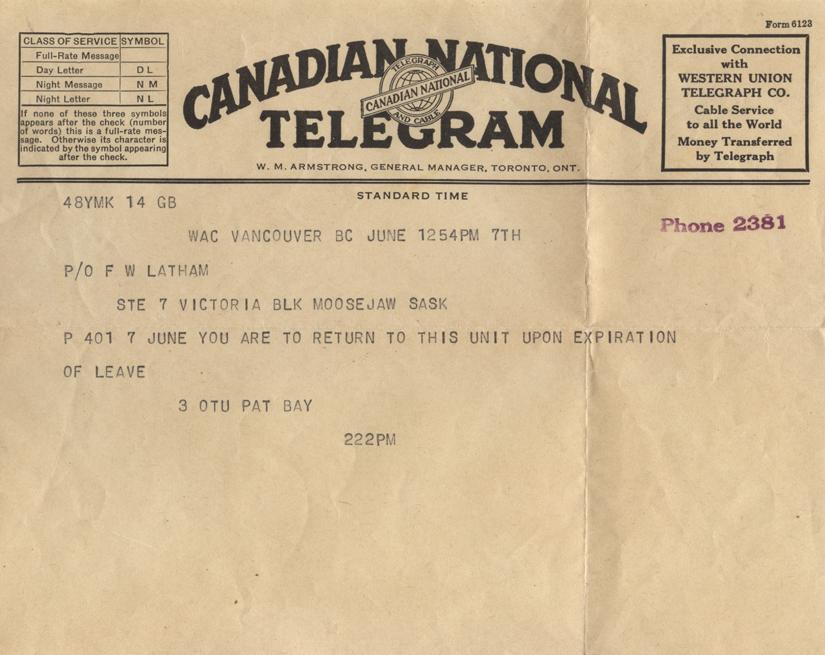 Form 6123
CLASS OF SERVICE SYMBOL
Full-Rate Message
Day Letter D L
Night Message N M
Night Letter N L
If none of these three symbols
appears after the check (number
of words) this is a full-rate mes-
sage. Otherwise its character is
indicated by the symbol appearing
after the check.
CANADIAN NATIONAL
TELEGRAPH
CANADIAN NATIONAL
AND CABLE
TELEGRAM
W. M. ARMSTRONG, GENERAL MANAGER, TORONTO, ONT.
Exclusive Connection
with
WESTERN UNION
TELEGRAPH CO.
Cable Service
to all the World
Money Transferred
by Telegraph
STANDARD TIME
48YMK 14 GB
Phone 2381
WAC VANCOUVER BC JUNE 1254PM 7TH
P/O F W LATHAM
STE 7 VICTORIA BLK MOOSEJAW SASK
P 401 7 JUNE YOU ARE TO RETURN TO THIS UNIT UPON EXPIRATION
OF LEAVE
3 OTU PAT BAY
222PM